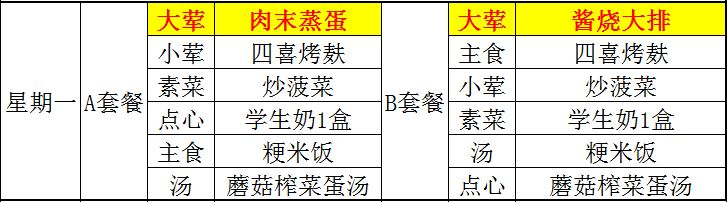 星期一 A套餐 大荤 肉末蒸蛋 B套餐 大荤 酱烧大排
小荤 四喜烤麸 主食 四喜烤麸
素菜 炒菠菜 小荤 炒菠菜
点心 学生奶1盒 素菜 学生奶1盒
主食 粳米饭 汤 粳米饭
汤 蘑菇榨菜蛋汤 点心 蘑菇榨菜蛋汤